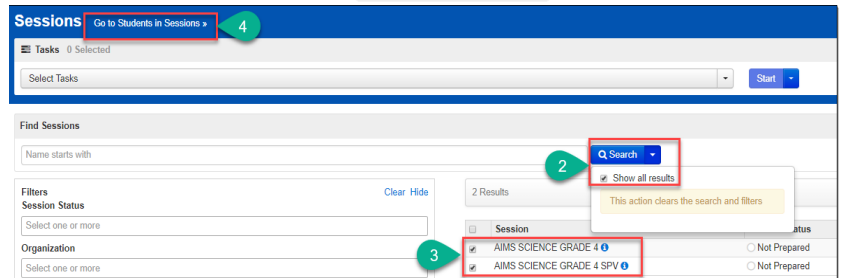 Sessions Go to Students in Sessions »
4
Tasks 0 Selected
Select Tasks
Start
Find Sessions
Name starts with
Search
2
Show all results
This action clears the search and filters
Filters
Clear Hide
Session Status
Select one or more
Organization
Select one or more
2 Results
Session
3
AIMS SCIENCE GRADE 4
Not Prepared
AIMS SCIENCE GRADE 4 SPV
Not Prepared